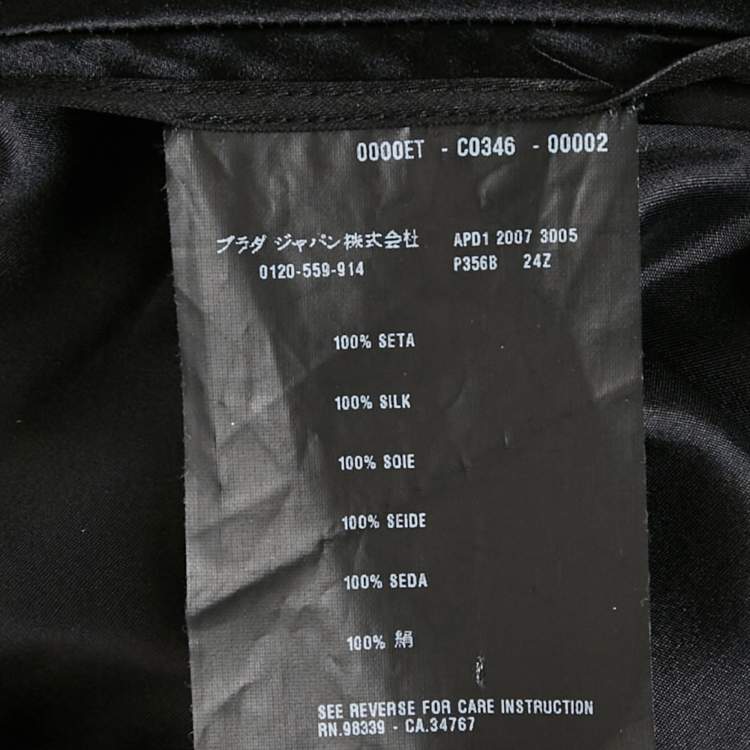 0000ET - C0346 - 00002
プラダ ジャパン株式会社 APD1 2007 3005
0120-559-914 P356B 24Z
100% SETA
100% SILK
100% SOIE
100% SEIDE
100% SEDA
100% 絹
SEE REVERSE FOR CARE INSTRUCTION
RN.98339 - CA.34767